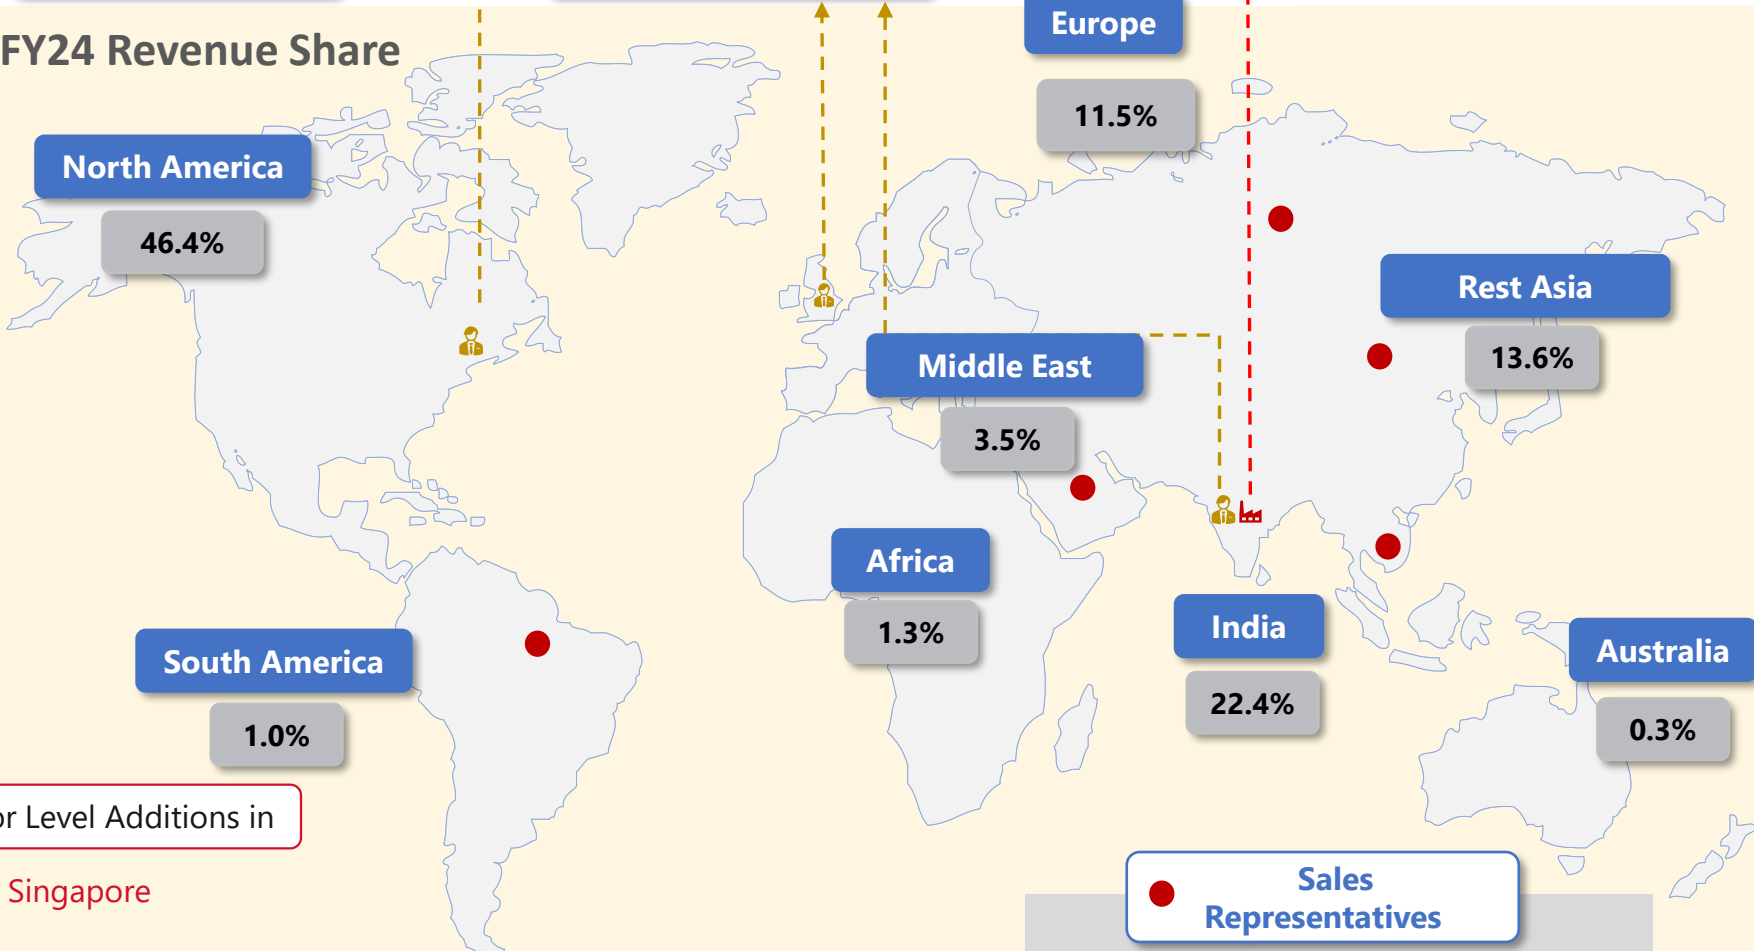 FY24 Revenue Share
Europe
11.5%
North America
46.4%
Rest Asia
13.6%
Middle East
3.5%
Africa
1.3%
India
22.4%
Australia
0.3%
South America
1.0%
Level Additions in
Singapore
Sales
Representatives